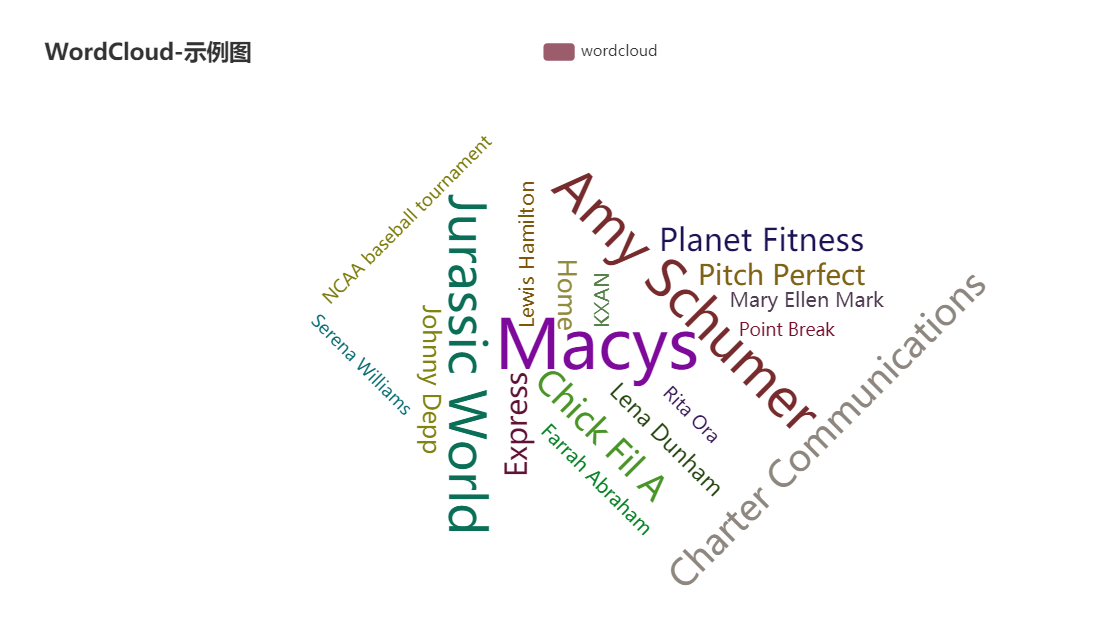 WordCloud-示例图
wordcloud
NCAA baseball tournament
Jurassic World
Lewis Hamilton
Amy Schumer
Planet Fitness
Pitch Perfect
Home
KXAN
Mary Ellen Mark
Point Break
Charter Communications
Serena Williams
Johnny Depp
Macys
Express
Chick Fil A
Lena Dunham
Rita Ora
Farrah Abraham